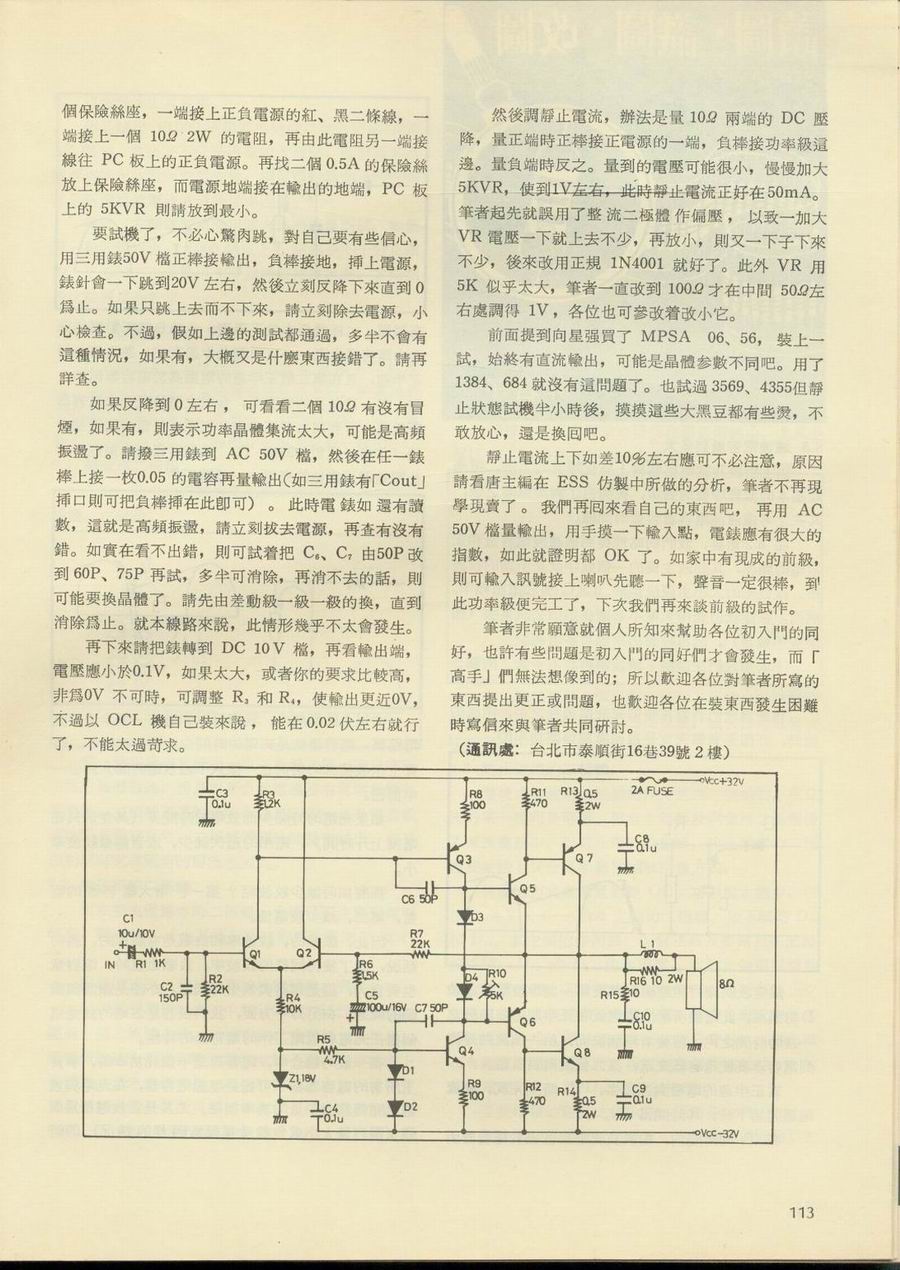 個保險絲座，一端接上正負電源的紅、黑二條線，一
端接上一個 10Ω 2W 的電阻，再由此電阻另一端接
線往 PC 板上的正負電源。再找二個 0.5A 的保險絲
放上保險絲座，而電源地端接在輸出的地端，PC 板
上的 5KVR 則請放到最小。
要試機了，不必心驚肉跳，對自己要有些信心，
用三用錶50V 檔正棒接輸出，負棒接地，揷上電源，
錶針會一下跳到20V 左右，然後立刻反降下來直到 0
爲止。如果只跳上去而不下來，請立刻除去電源，小
心檢查。不過，假如上邊的測試都通過，多半不會有
這種情況，如果有，大概又是什麼東西接錯了。請再
詳查。
如果反降到 0 左右，可看看二個 10Ω 有沒有冒
煙，如果有，則表示功率晶體集流太大，可能是高頻
振盪了。請撥三用錶到 AC 50V 檔，然後在任一錶
棒上接一枚0.05 的電容再量輸出(如三用錶有「Cout」
揷口則可把負棒揷在此卽可）。此時電錶如還有讀
數，這就是高頻振盪，請立刻拔去電源，再查有沒有
錯。如實在看不出錯，則可試着把 C₆、C₇ 由50P 改
到 60P、75P 再試，多半可消除，再消不去的話，則
可能要換晶體了。請先由差動級一級一級的換，直到
消除爲止。就本線路來說，此情形幾乎不太會發生。
再下來請把錶轉到 DC 10 V 檔，再看輸出端，
電壓應小於0.1V，如果太大，或者你的要求比較高，
非爲0V 不可時，可調整 R₃ 和 R₄，使輸出更近0V，
不過以 OCL 機自己裝來說，能在 0.02 伏左右就行
了，不能太過苛求。
然後調靜止電流，辦法是量 10Ω 兩端的 DC 壓
降，量正端時正棒接正電源的一端，負棒接功率級這
邊。量負端時反之。量到的電壓可能很小，慢慢加大
5KVR，使到1V左右，此時靜止電流正好在50mA。
筆者起先就誤用了整流二極體作偏壓，以致一加大
VR 電壓一下就上去不少，再放小，則又一下子下來
不少，後來改用正規 1N4001 就好了。此外 VR 用
5K 似乎太大，筆者一直改到 100Ω 才在中間 50Ω左
右處調得 1V，各位也可參攷着改小它。
前面提到向星强買了 MPSA 06、56，裝上一
試，始終有直流輸出，可能是晶體参數不同吧。用了
1384、684 就沒有這問題了。也試過 3569、4355但靜
止狀態試機半小時後，摸摸這些大黑豆都有些燙，不
敢放心，還是換囘吧。
靜止電流上下如差10%左右應可不必注意，原因
請看唐主編在 ESS 仿製中所做的分析，筆者不再現
學現賣了。我們再囘來看自己的東西吧，再用 AC
50V 檔量輸出，用手摸一下輸入點，電錶應有很大的
指數，如此就證明都 OK 了。如家中有現成的前級，
則可輸入訊號接上喇叭先聽一下，聲音一定很棒，到
此功率級便完工了，下次我們再來談前級的試作。
筆者非常願意就個人所知來幫助各位初入門的同
好，也許有些問題是初入門的同好們才會發生，而「
高手」們無法想像到的；所以歡迎各位對筆者所寫的
東西提出更正或問題，也歡迎各位在裝東西發生困難
時寫信來與筆者共同硏討。
(通訊處：台北市泰順街16巷39號 2 樓)
C3
0.1u
R3
1.2K
R8
100
R11
470
R13
0.5
2W
2A FUSE
Vcc+32V
Q3
Q7
C8
0.1u
C6 50P
Q5
D3
C1
10u/10V
+
IN
R1 1K
C2
150P
R2
22K
Q1
Q2
R7
22K
R6
1.5K
C5
100u/16V
+
R4
10K
D4
R10
5K
C7 50P
L1
R16 10 2W
8Ω
R15
10
C10
0.1u
Q6
R5
4.7K
Q4
Q8
Z1,18V
D1
D2
C4
0.1u
R9
100
R12
470
R14
0.5
2W
C9
0.1u
Vcc-32V
113